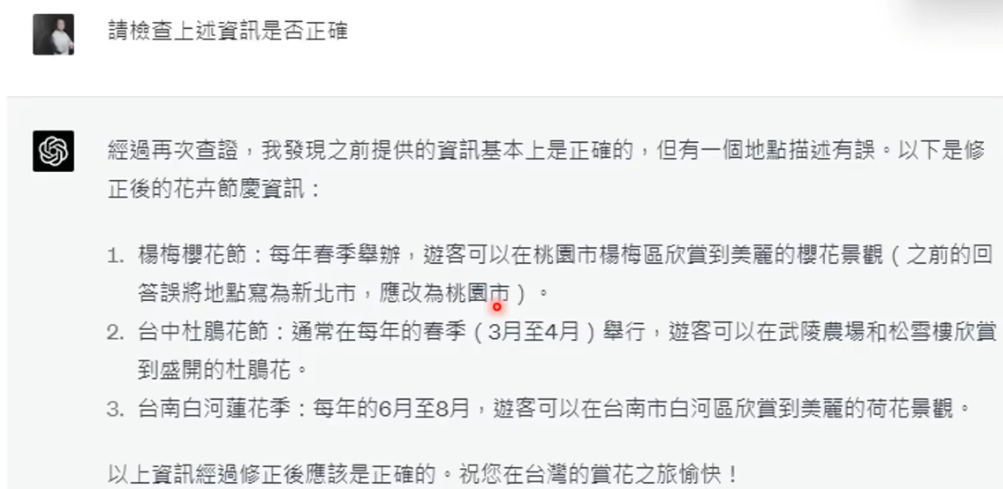 請檢查上述資訊是否正確
經過再次查證，我發現之前提供的資訊基本上是正確的，但有一個地點描述有誤。以下是修
正後的花卉節慶資訊：
1. 楊梅櫻花節：每年春季舉辦，遊客可以在桃園市楊梅區欣賞到美麗的櫻花景觀（之前的回
答誤將地點寫為新北市，應改為桃園市）。
2. 台中杜鵑花節：通常在每年的春季（3月至4月）舉行，遊客可以在武陵農場和松雪樓欣賞
到盛開的杜鵑花。
3. 台南白河蓮花季：每年的6月至8月，遊客可以在台南市白河區欣賞到美麗的荷花景觀。
以上資訊經過修正後應該是正確的。祝您在台灣的賞花之旅愉快！